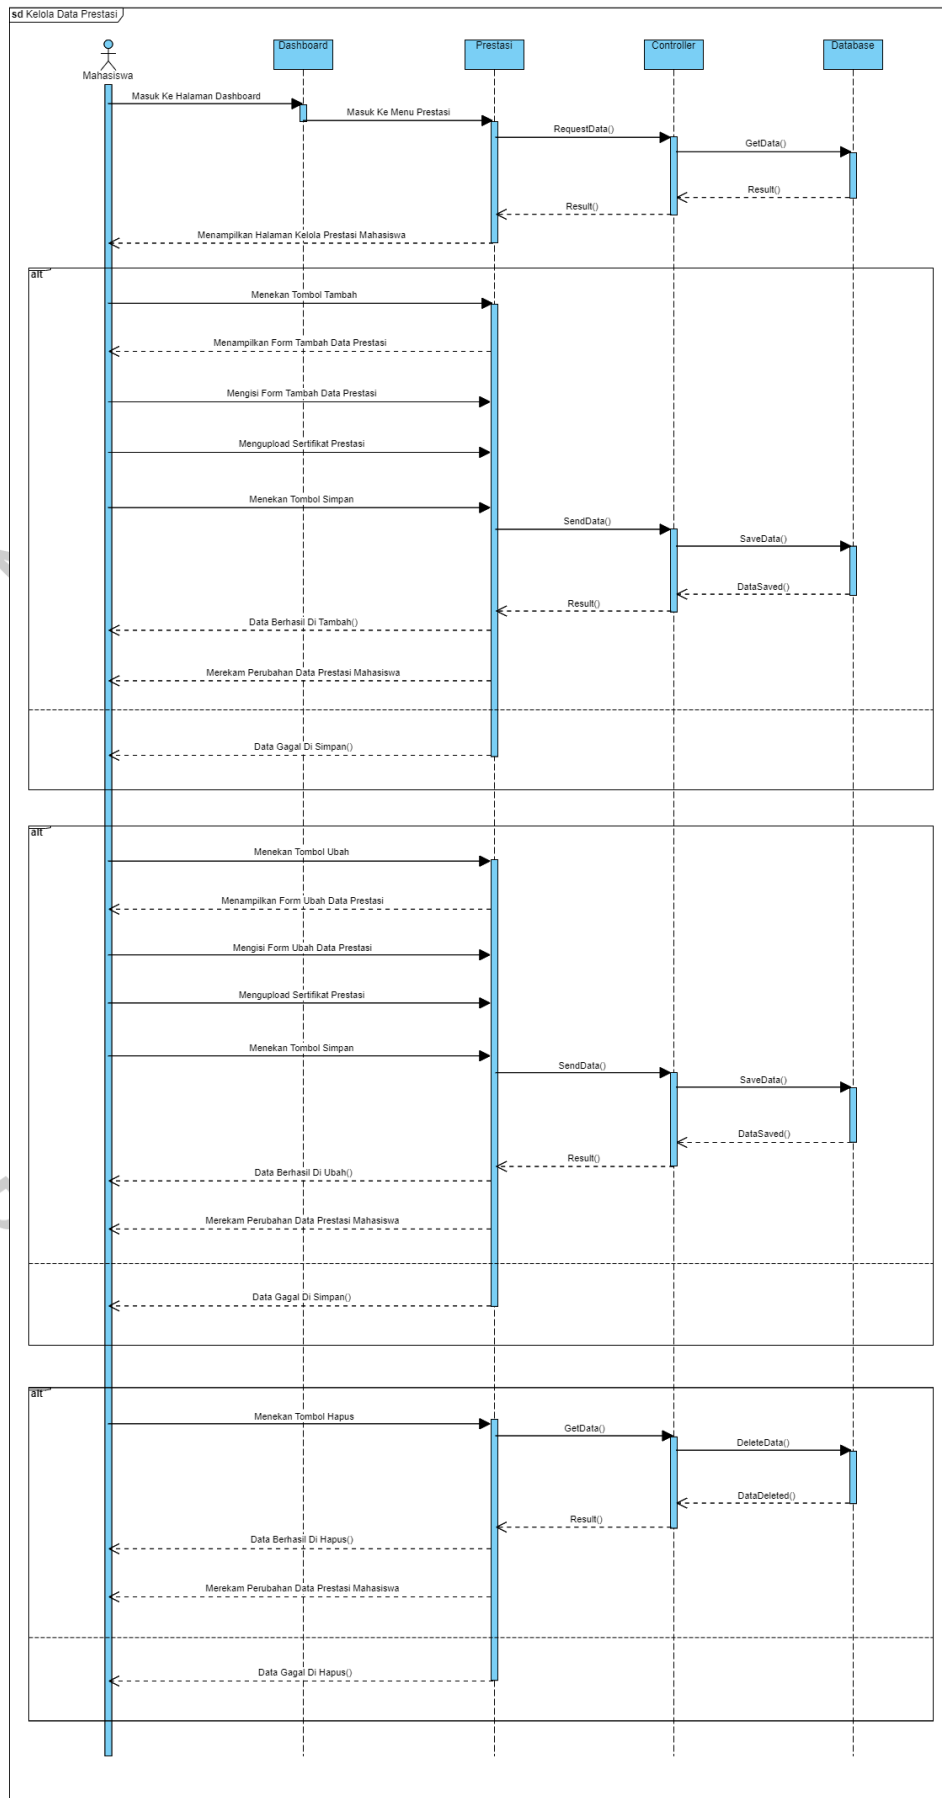 sd Kelola Data Prestasi
Dashboard
Prestasi
Controller
Database
Mahasiswa
Masuk Ke Halaman Dashboard
Masuk Ke Menu Prestasi
RequestData()
GetData()
Result()
Result()
Menampilkan Halaman Kelola Prestasi Mahasiswa
alt
Menekan Tombol Tambah
Menampilkan Form Tambah Data Prestasi
Mengisi Form Tambah Data Prestasi
Mengupload Sertifikat Prestasi
Menekan Tombol Simpan
SendData()
SaveData()
DataSaved()
Result()
Data Berhasil Di Tambah()
Merekam Perubahan Data Prestasi Mahasiswa
Data Gagal Di Simpan()
alt
Menekan Tombol Ubah
Menampilkan Form Ubah Data Prestasi
Mengisi Form Ubah Data Prestasi
Mengupload Sertifikat Prestasi
Menekan Tombol Simpan
SendData()
SaveData()
DataSaved()
Result()
Data Berhasil Di Ubah()
Merekam Perubahan Data Prestasi Mahasiswa
Data Gagal Di Simpan()
alt
Menekan Tombol Hapus
GetData()
DeleteData()
DataDeleted()
Result()
Data Berhasil Di Hapus()
Merekam Perubahan Data Prestasi Mahasiswa
Data Gagal Di Hapus()